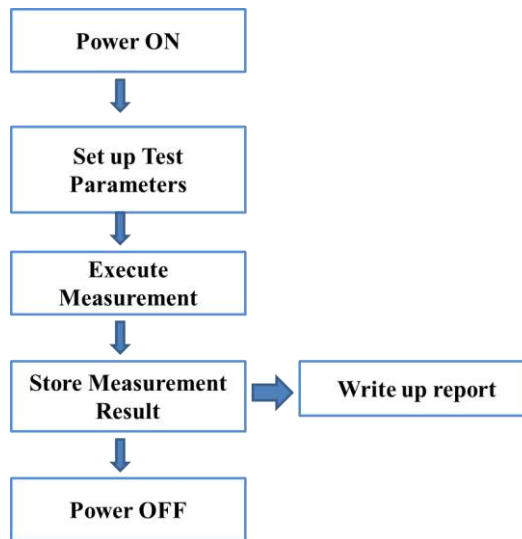 Power ON
Set up Test
Parameters
Execute
Measurement
Store Measurement
Result
Write up report
Power OFF